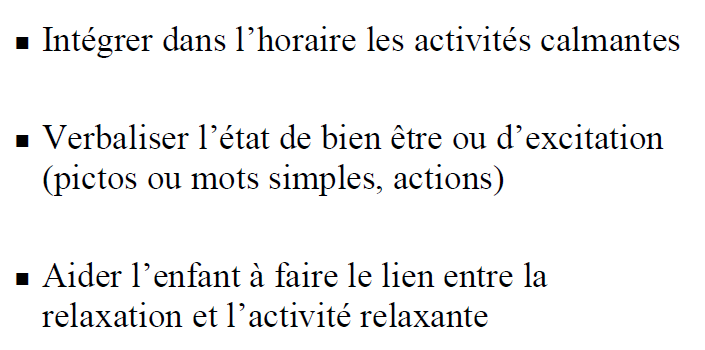 ▪ Intégrer dans l’horaire les activités calmantes
▪ Verbaliser l’état de bien être ou d’excitation
(pictos ou mots simples, actions)
▪ Aider l’enfant à faire le lien entre la
relaxation et l’activité relaxante